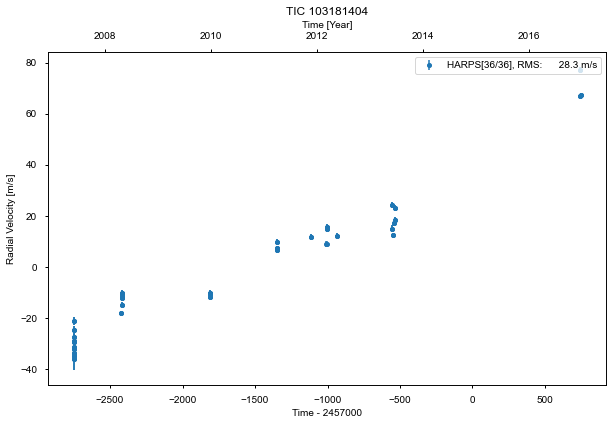 TIC 103181404
Time [Year]
2008 2010 2012 2014 2016
HARPS[36/36], RMS: 28.3 m/s
80
60
40
20
0
−20
−40
Radial Velocity [m/s]
−2500 −2000 −1500 −1000 −500 0 500
Time - 2457000